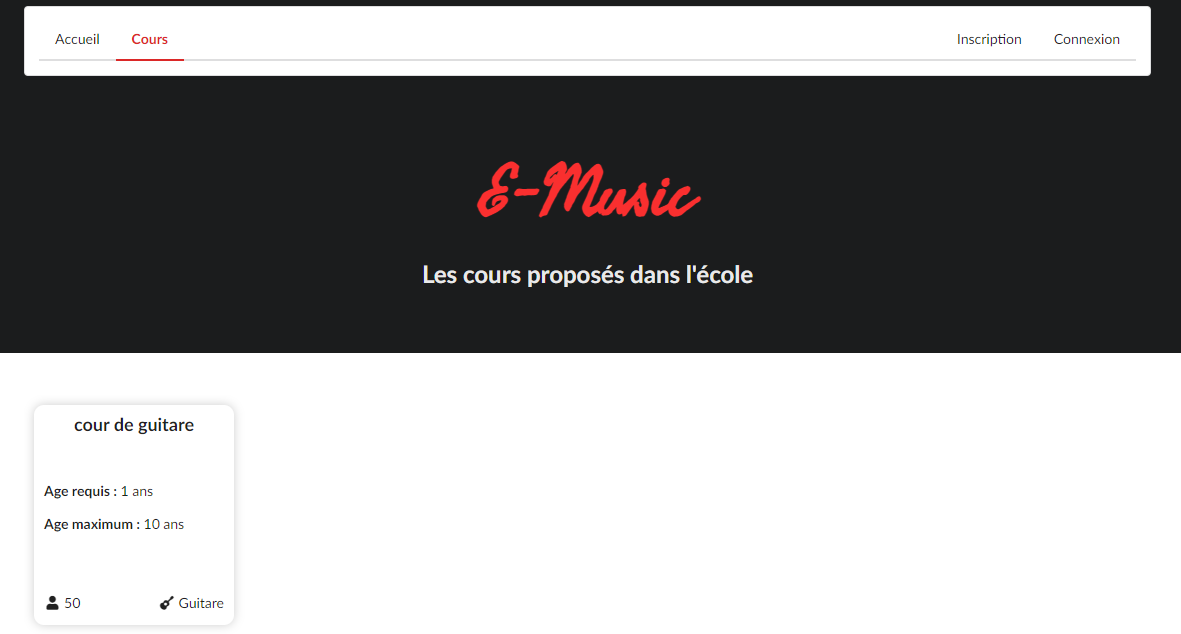 Accueil Cours Inscription Connexion
E-Music
Les cours proposés dans l'école
cour de guitare
Age requis : 1 ans
Age maximum : 10 ans
50 Guitare